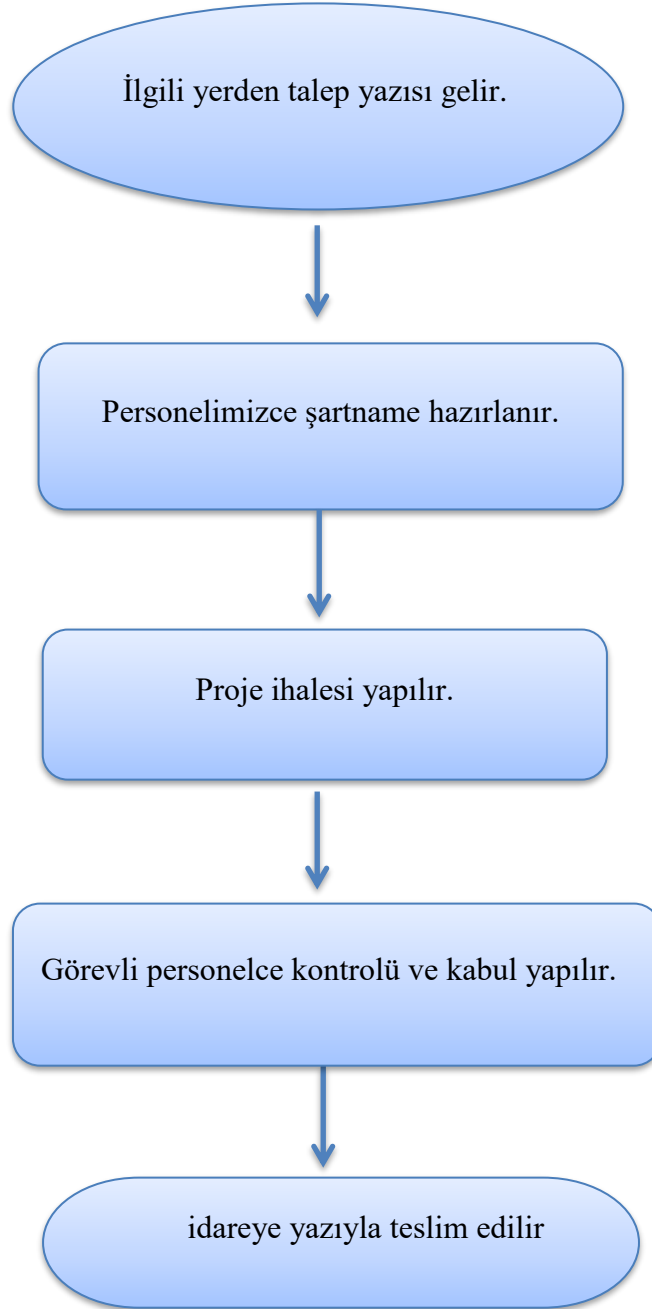 İlgili yerden talep yazısı gelir.
Personelimizce şartname hazırlanır.
Proje ihalesi yapılır.
Görevli personelce kontrolü ve kabul yapılır.
idareye yazıyla teslim edilir